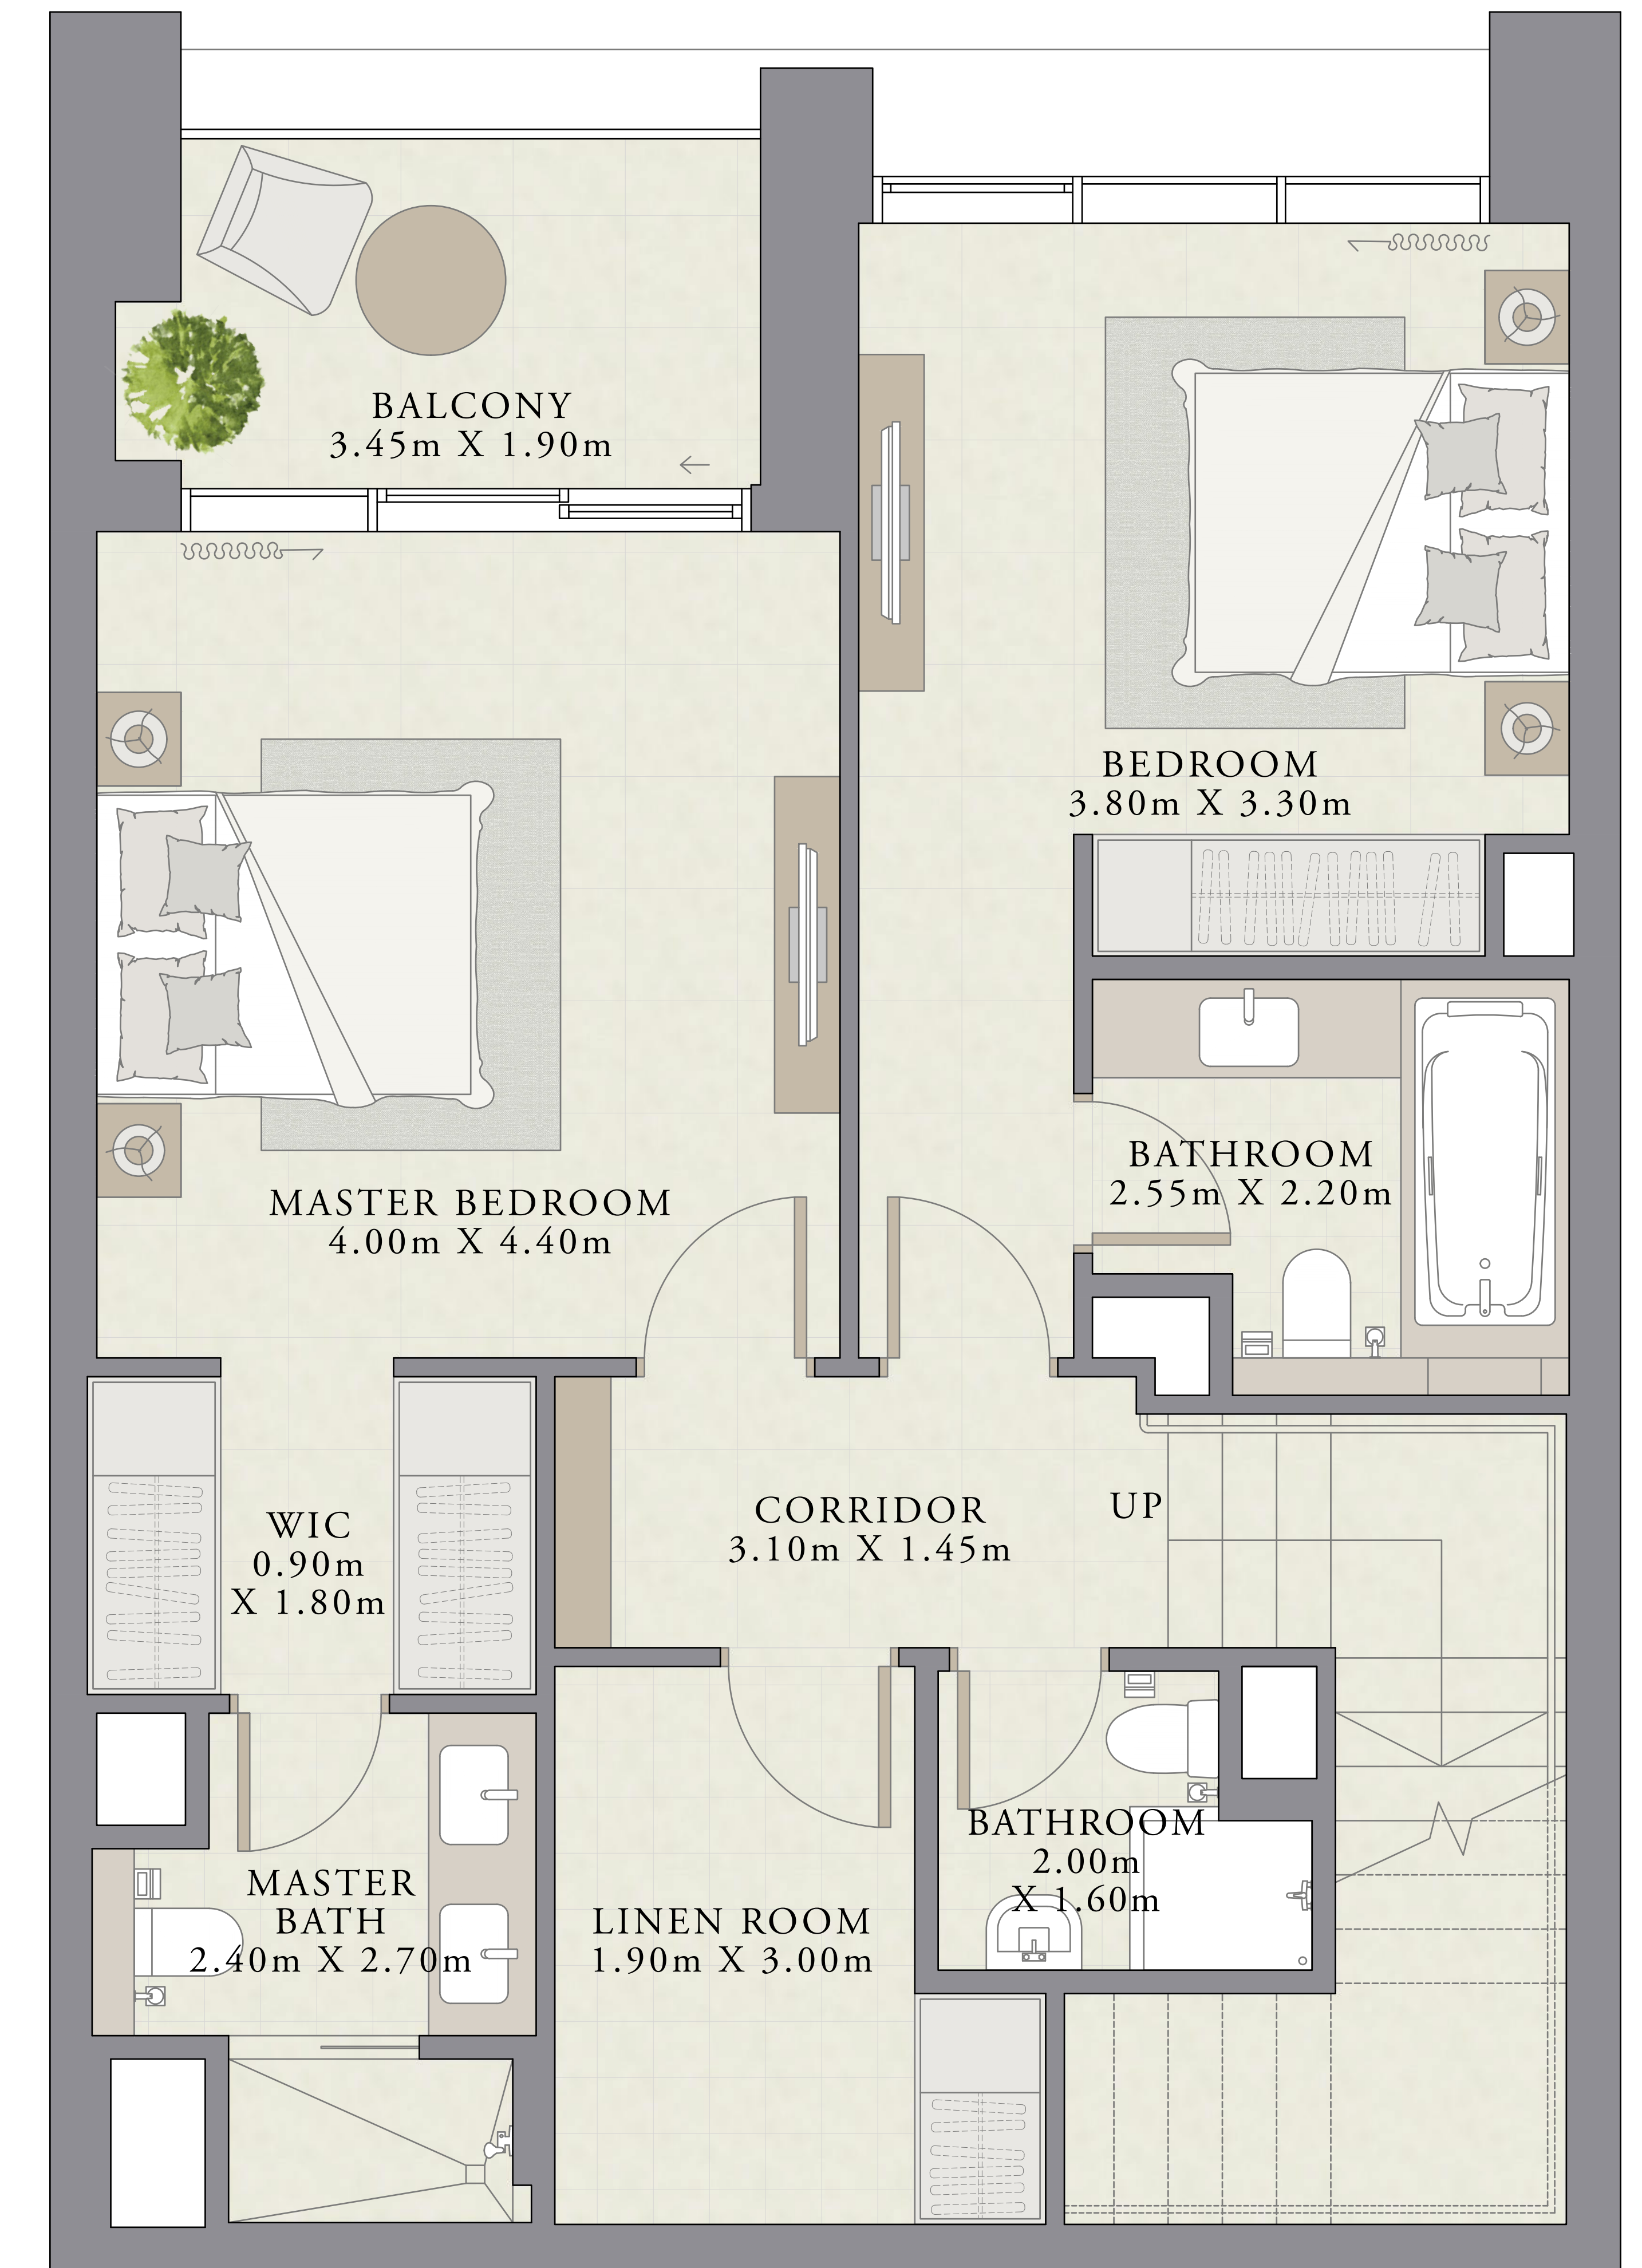 BALCONY
3.45m X 1.90m
BEDROOM
3.80m X 3.30m
BATHROOM
2.55m X 2.20m
MASTER BEDROOM
4.00m X 4.40m
WIC
0.90m
X 1.80m
CORRIDOR
3.10m X 1.45m
UP
MASTER
BATH
2.40m X 2.70m
LINEN ROOM
1.90m X 3.00m
BATHROOM
2.00m
X 1.60m